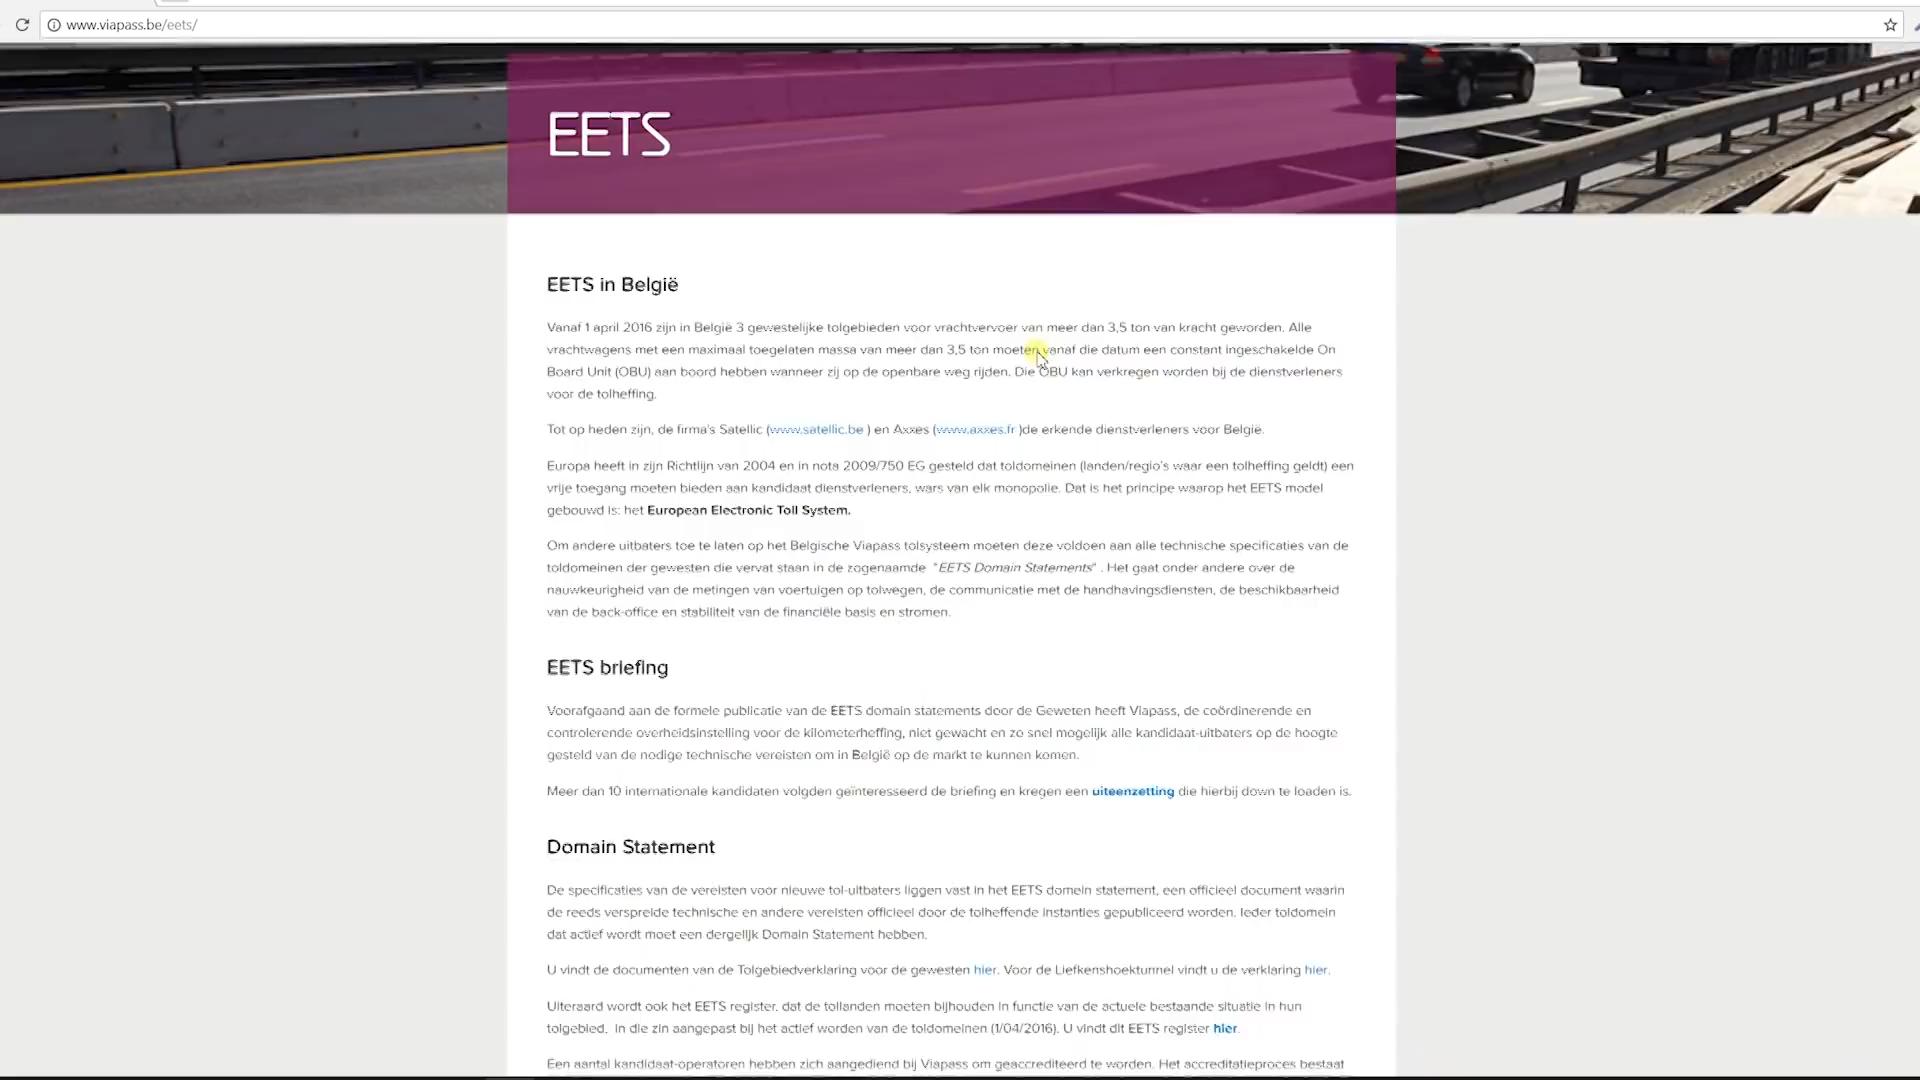 www.viapass.be/eets/
EETS
EETS in België
Vanaf 1 april 2016 zijn in België 3 gewestelijke tolgebieden voor vrachtvervoer van meer dan 3,5 ton van kracht geworden. Alle
vrachtwagens met een maximaal toegelaten massa van meer dan 3,5 ton moeten vanaf die datum een constant ingeschakelde On
Board Unit (OBU) aan boord hebben wanneer zij op de openbare weg rijden. Die OBU kan verkregen worden bij de dienstverleners
voor de tolheffing.
Tot op heden zijn, de firma's Satellic (www.satellic.be ) en Axxes (www.axxes.fr )de erkende dienstverleners voor België.
Europa heeft in zijn Richtlijn van 2004 en in nota 2009/750 EG gesteld dat toldomeinen (landen/regio's waar een tolheffing geldt) een
vrije toegang moeten bieden aan kandidaat dienstverleners, wars van elk monopolie. Dat is het principe waarop het EETS model
gebouwd is: het European Electronic Toll System.
Om andere uitbaters toe te laten op het Belgische Viapass tolsysteem moeten deze voldoen aan alle technische specificaties van de
toldomeinen der gewesten die vervat staan in de zogenaamde "EETS Domain Statements" . Het gaat onder andere over de
nauwkeurigheid van de metingen van voertuigen op tolwegen, de communicatie met de handhavingsdiensten, de beschikbaarheid
van de back-office en stabiliteit van de financiële basis en stromen.
EETS briefing
Voorafgaand aan de formele publicatie van de EETS domain statements door de Geweten heeft Viapass, de coördinerende en
controlerende overheidsinstelling voor de kilometerheffing, niet gewacht en zo snel mogelijk alle kandidaat-uitbaters op de hoogte
gesteld van de nodige technische vereisten om in België op de markt te kunnen komen.
Meer dan 10 internationale kandidaten volgden geïnteresseerd de briefing en kregen een uiteenzetting die hierbij down te loaden is.
Domain Statement
De specificaties van de vereisten voor nieuwe tol-uitbaters liggen vast in het EETS domein statement, een officieel document waarin
de reeds verspreide technische en andere vereisten officieel door de tolheffende instanties gepubliceerd worden. Ieder toldomein
dat actief wordt moet een dergelijk Domain Statement hebben.
U vindt de documenten van de Tolgebiedverklaring voor de gewesten hier. Voor de Liefkenshoektunnel vindt u de verklaring hier.
Uiteraard wordt ook het EETS register, dat de tollanden moeten bijhouden in functie van de actuele bestaande situatie in hun
tolgebied, in die zin aangepast bij het actief worden van de toldomeinen (1/04/2016). U vindt dit EETS register hier.
Een aantal kandidaat-operatoren hebben zich aangediend bij Viapass om geaccrediteerd te worden. Het accreditatieproces bestaat